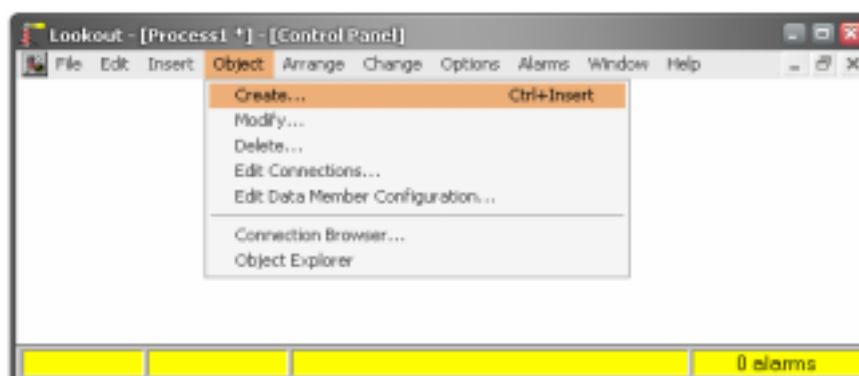 Lookout - [Process1 *] - [Control Panel]
File Edit Insert Object Arrange Change Options Alarms Window Help
Create... Ctrl+Insert
Modify...
Delete...
Edit Connections...
Edit Data Member Configuration...
Connection Browser...
Object Explorer
0 alarms